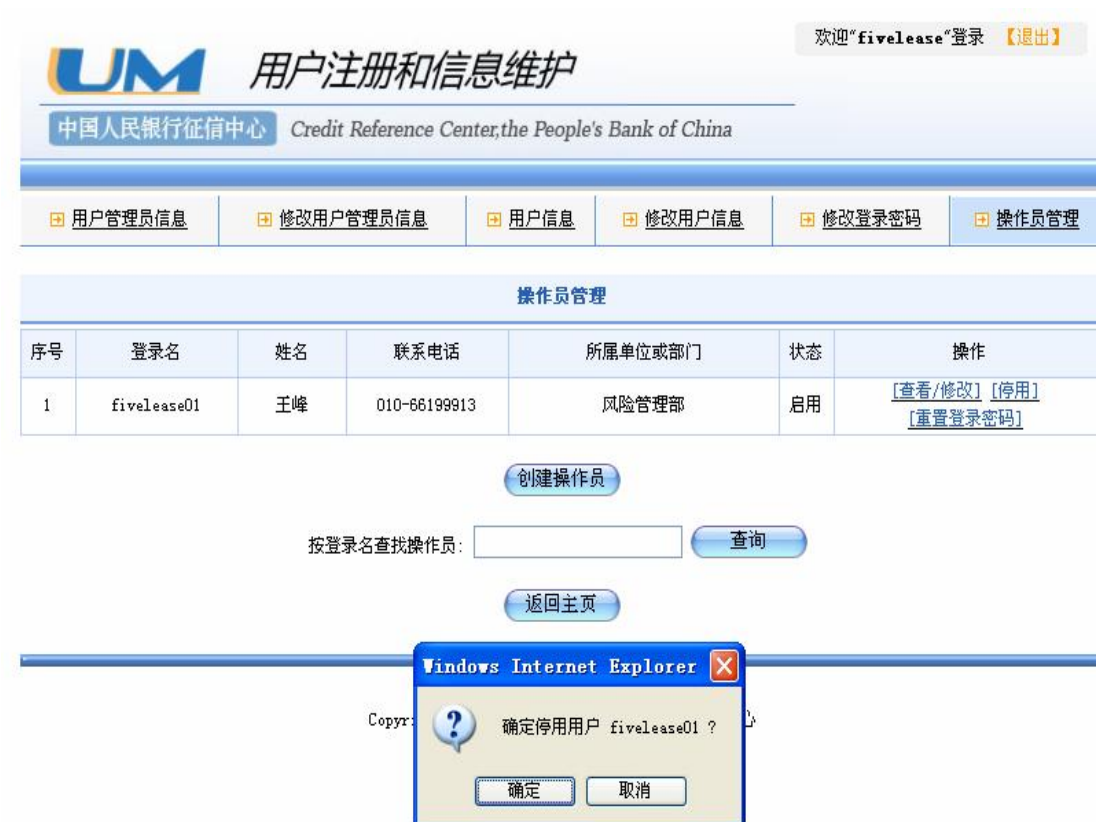 欢迎“fivelease”登录 【退出】
UM 用户注册和信息维护
中国人民银行征信中心 Credit Reference Center,the People's Bank of China
用户管理员信息 修改用户管理员信息 用户信息 修改用户信息 修改登录密码 操作员管理
操作员管理
序号 登录名 姓名 联系电话 所属单位或部门 状态 操作
1 fivelease01 王峰 010-66199913 风险管理部 启用 [查看/修改] [停用]
[重置登录密码]
创建操作员
按登录名查找操作员: 查询
返回主页
Windows Internet Explorer
Copyr
确定停用用户 fivelease01 ?
确定 取消